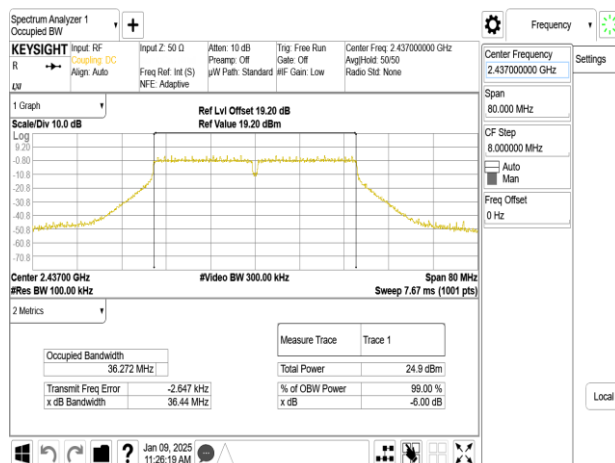 Spectrum Analyzer 1
Occupied BW
+
Frequency
KEYSIGHT
R
LXI
Input: RF
Coupling: DC
Align: Auto
Input Z: 50 Ω
Freq Ref: Int (S)
NFE: Adaptive
Atten: 10 dB
Preamp: Off
µW Path: Standard
Trig: Free Run
Gate: Off
#IF Gain: Low
Center Freq: 2.437000000 GHz
Avg|Hold: 50/50
Radio Std: None
Center Frequency
2.437000000 GHz
Settings
Span
80.000 MHz
CF Step
8.000000 MHz
Auto
Man
Freq Offset
0 Hz
Local
1 Graph
Scale/Div 10.0 dB
Ref Lvl Offset 19.20 dB
Ref Value 19.20 dBm
Log
9.20
-0.80
-10.8
-20.8
-30.8
-40.8
-50.8
-60.8
-70.8
Center 2.43700 GHz
#Res BW 100.00 kHz
#Video BW 300.00 kHz
Span 80 MHz
Sweep 7.67 ms (1001 pts)
2 Metrics
Occupied Bandwidth
36.272 MHz
Transmit Freq Error -2.647 kHz
x dB Bandwidth 36.44 MHz
Measure Trace Trace 1
Total Power 24.9 dBm
% of OBW Power 99.00 %
x dB -6.00 dB
?
Jan 09, 2025
11:26:19 AM